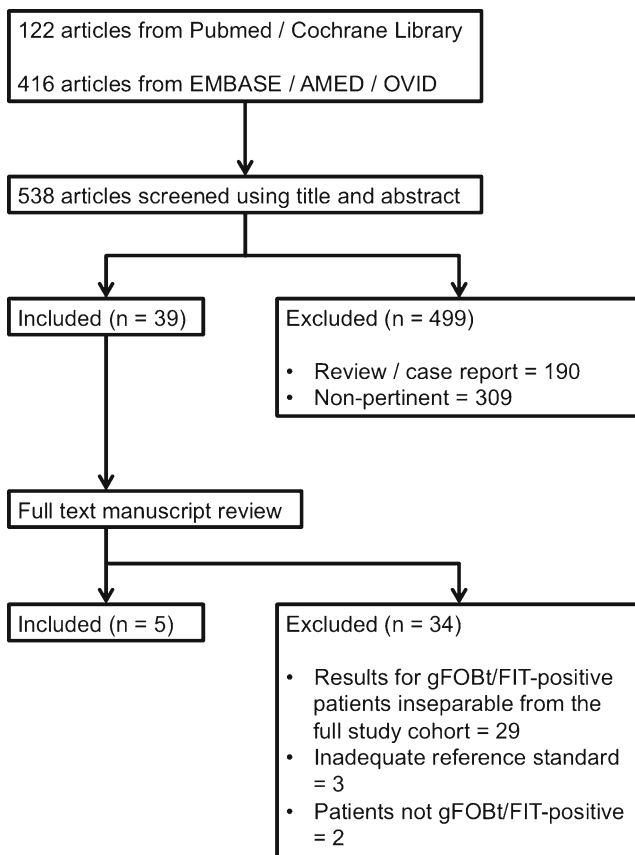 122 articles from Pubmed / Cochrane Library
416 articles from EMBASE / AMED / OVID
538 articles screened using title and abstract
Included (n = 39)
Excluded (n = 499)
• Review / case report = 190
• Non-pertinent = 309
Full text manuscript review
Included (n = 5)
Excluded (n = 34)
• Results for gFOBt/FIT-positive
patients inseparable from the
full study cohort = 29
• Inadequate reference standard
= 3
• Patients not gFOBt/FIT-positive
= 2